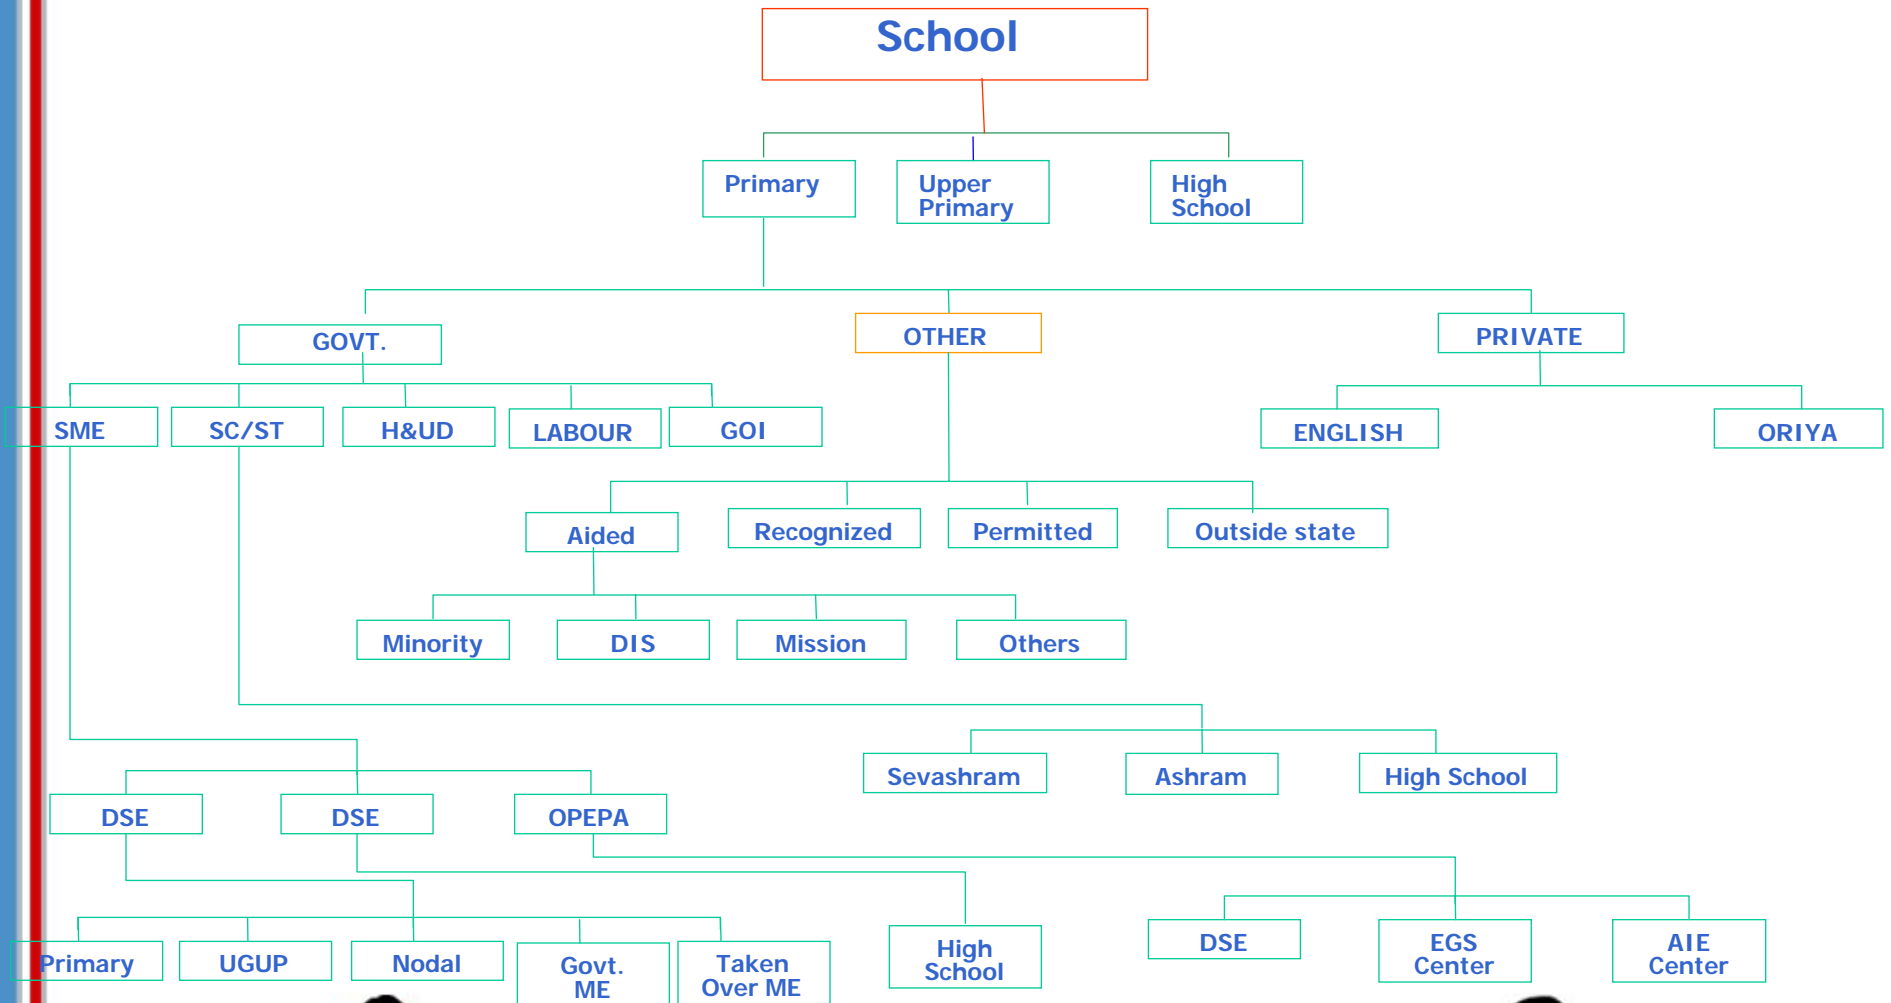 School
Primary
Upper
Primary
High
School
GOVT.
OTHER
PRIVATE
SME
SC/ST
H&UD
LABOUR
GOI
ENGLISH
ORIYA
Aided
Recognized
Permitted
Outside state
Minority
DIS
Mission
Others
Sevashram
Ashram
High School
DSE
DSE
OPEPA
Primary
UGUP
Nodal
Govt.
ME
Taken
Over ME
High
School
DSE
EGS
Center
AIE
Center